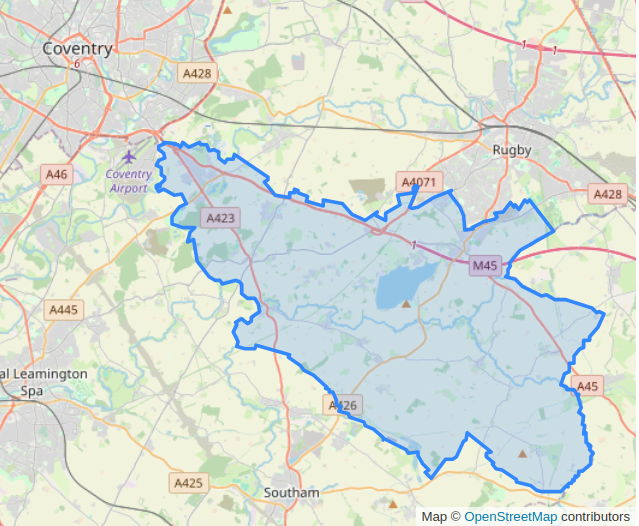 Coventry
6
1
1
A428
Rugby
A46
Coventry
Airport
A4071
A428
A423
1
M45
A445
al Leamington
Spa
A45
A426
A425
Southam
Map © OpenStreetMap contributors